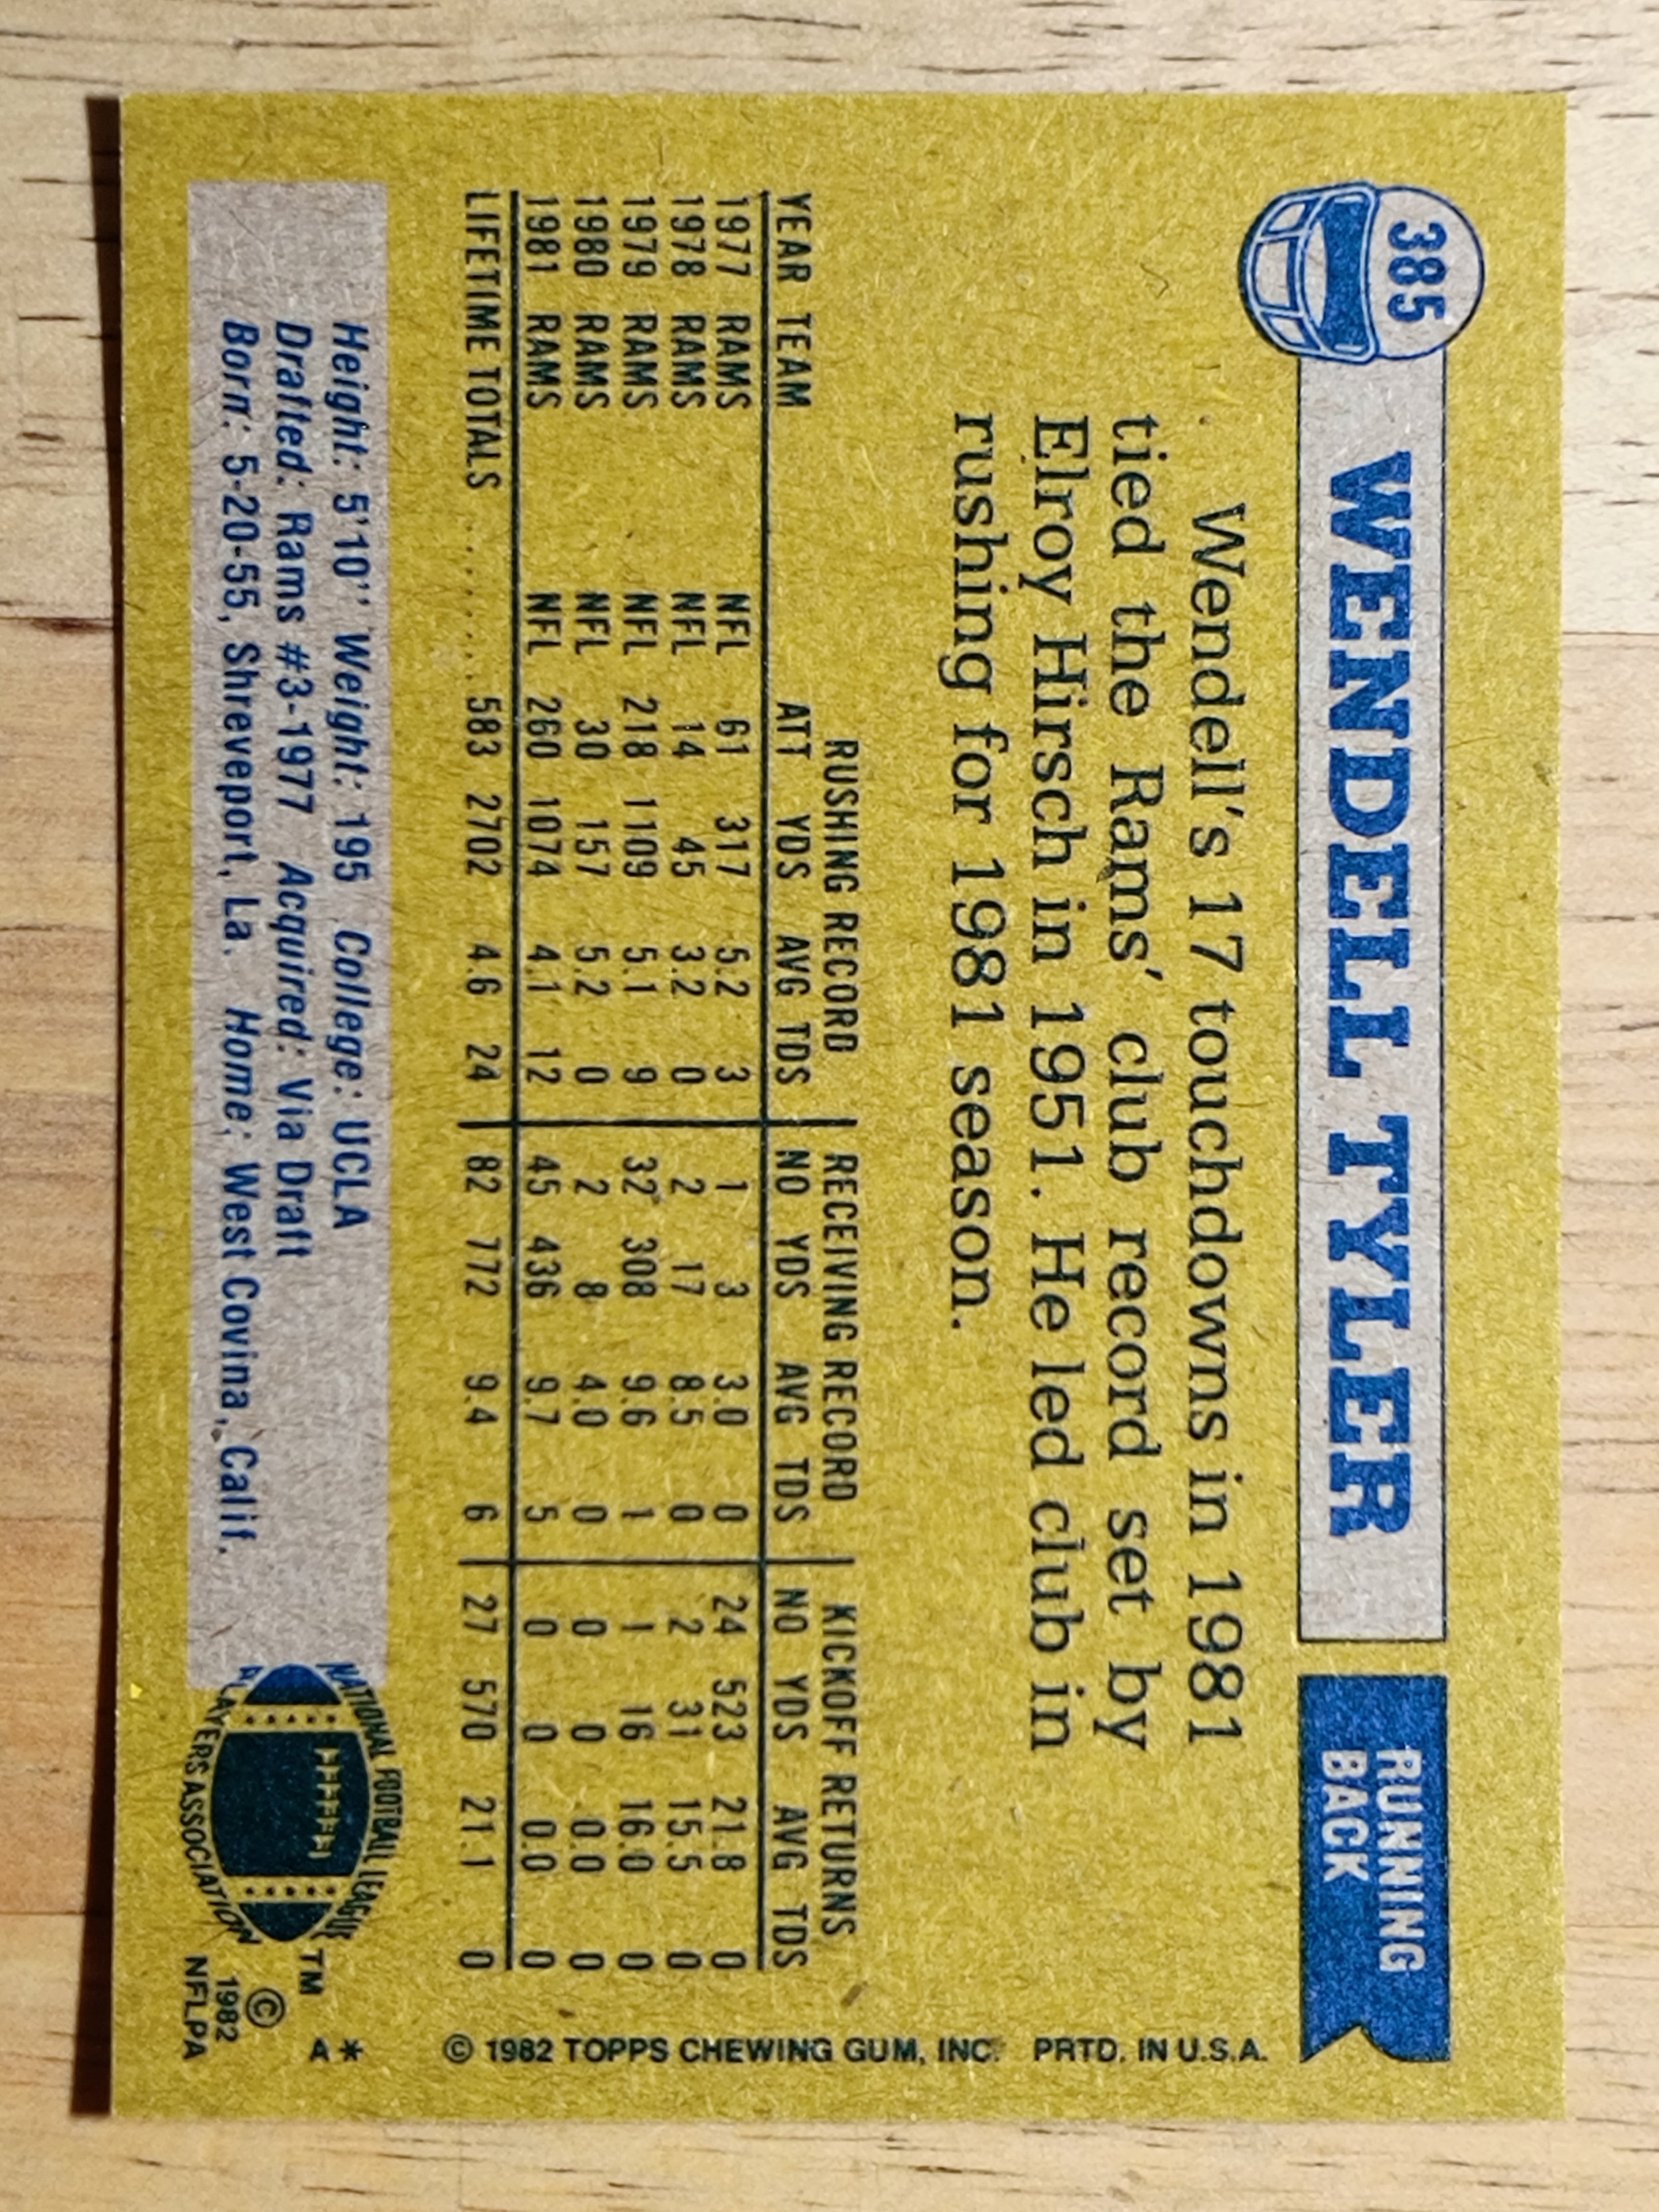 385
WENDELL TYLER
RUNNING
BACK
Wendell's 17 touchdowns in 1981
tied the Rams' club record set by
Elroy Hirsch in 1951. He led club in
rushing for 1981 season.
RUSHING RECORD RECEIVING RECORD KICKOFF RETURNS
YEAR TEAM ATT YDS AVG TDS NO YDS AVG TDS NO YDS AVG TDS
1977 RAMS NFL 61 317 5.2 3 1 3 3.0 0 24 523 21.8 0
1978 RAMS NFL 14 45 3.2 0 2 17 8.5 0 2 31 15.5 0
1979 RAMS NFL 218 1109 5.1 9 32 308 9.6 1 1 16 16.0 0
1980 RAMS NFL 30 157 5.2 0 2 8 4.0 0 0 0 0.0 0
1981 RAMS NFL 260 1074 4.1 12 45 436 9.7 5 0 0 0.0 0
LIFETIME TOTALS .......... 583 2702 4.6 24 82 772 9.4 6 27 570 21.1 0
Height: 5'10'' Weight: 195 College: UCLA
Drafted: Rams #3-1977 Acquired: Via Draft
Born: 5-20-55, Shreveport, La. Home: West Covina, Calif.
NATIONAL FOOTBALL LEAGUE
PLAYERS ASSOCIATION
TM
©
1982
NFLPA
A*
© 1982 TOPPS CHEWING GUM, INC. PRTD. IN U.S.A.